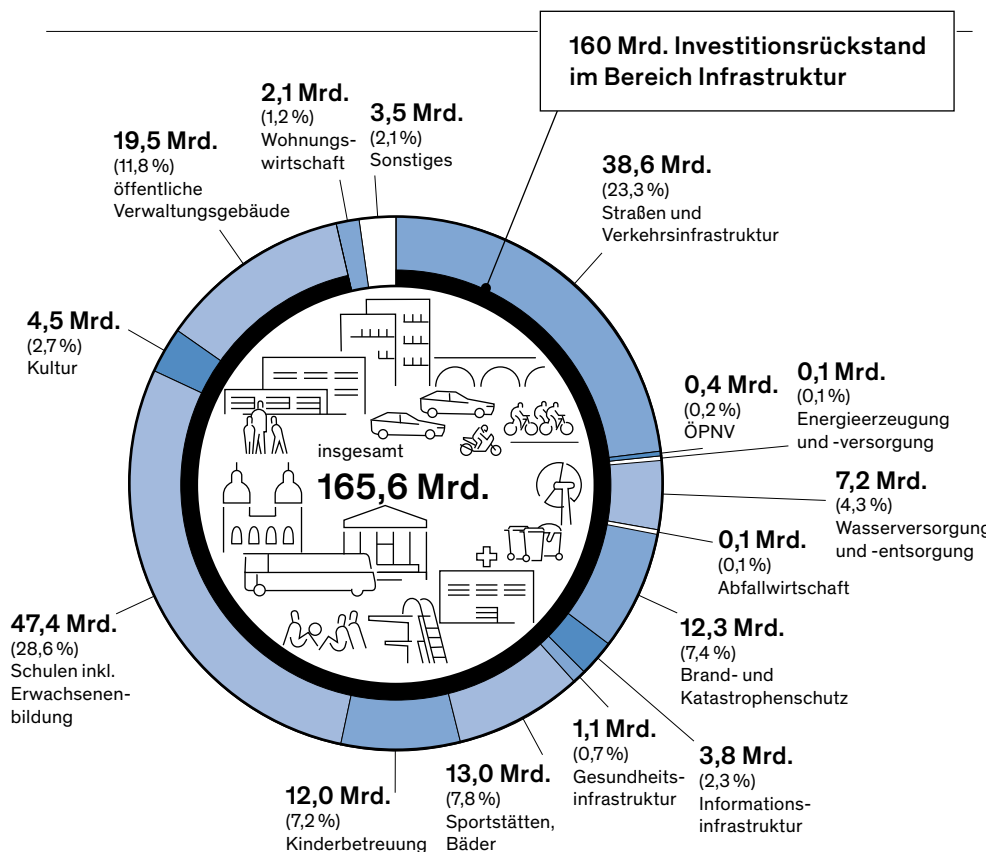 160 Mrd. Investitionsrückstand
im Bereich Infrastruktur
2,1 Mrd.
(1,2 %)
Wohnungs-
wirtschaft
3,5 Mrd.
(2,1 %)
Sonstiges
19,5 Mrd.
(11,8 %)
öffentliche
Verwaltungsgebäude
38,6 Mrd.
(23,3 %)
Straßen und
Verkehrsinfrastruktur
4,5 Mrd.
(2,7 %)
Kultur
0,4 Mrd.
(0,2 %)
ÖPNV
0,1 Mrd.
(0,1 %)
Energieerzeugung
und -versorgung
insgesamt
165,6 Mrd.
7,2 Mrd.
(4,3 %)
Wasserversorgung
und -entsorgung
0,1 Mrd.
(0,1 %)
Abfallwirtschaft
47,4 Mrd.
(28,6 %)
Schulen inkl.
Erwachsenen-
bildung
12,3 Mrd.
(7,4 %)
Brand- und
Katastrophenschutz
12,0 Mrd.
(7,2 %)
Kinderbetreuung
13,0 Mrd.
(7,8 %)
Sportstätten,
Bäder
1,1 Mrd.
(0,7 %)
Gesundheits-
infrastruktur
3,8 Mrd.
(2,3 %)
Informations-
infrastruktur